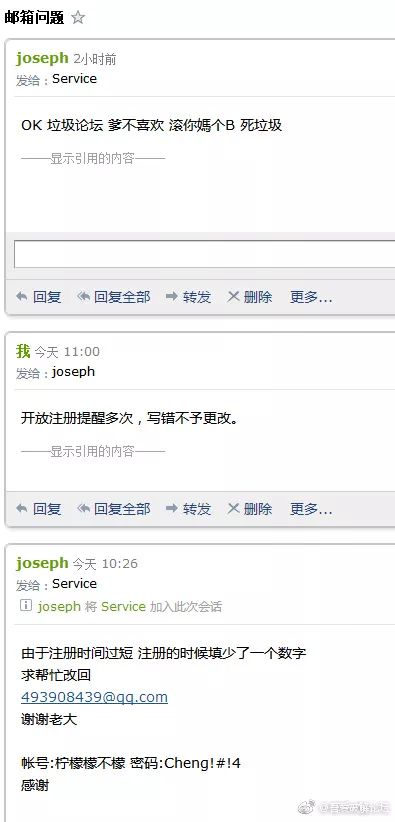 邮箱问题
joseph 2小时前
发给：Service
OK 垃圾论坛 爹不喜欢 滚你媽个B 死垃圾
——显示引用的内容——
回复 回复全部 转发 删除 更多...
我 今天 11:00
发给：joseph
开放注册提醒多次，写错不予更改。
——显示引用的内容——
回复 回复全部 转发 删除 更多...
joseph 今天 10:26
发给：Service
joseph 将 Service 加入此次会话
由于注册时间过短 注册的时候填少了一个数字
求帮忙改回
493908439@qq.com
谢谢老大
帐号:柠檬檬不檬 密码:Cheng!#!4
感谢
@吾爱破解论坛